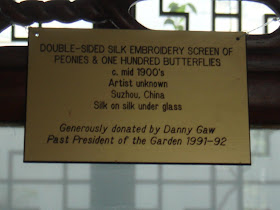 DOUBLE-SIDED SILK EMBROIDERY SCREEN OF
PEONIES & ONE HUNDRED BUTTERFLIES
c. mid 1900's
Artist unknown
Suzhou, China
Silk on silk under glass
Generously donated by Danny Gaw
Past President of the Garden 1991-92